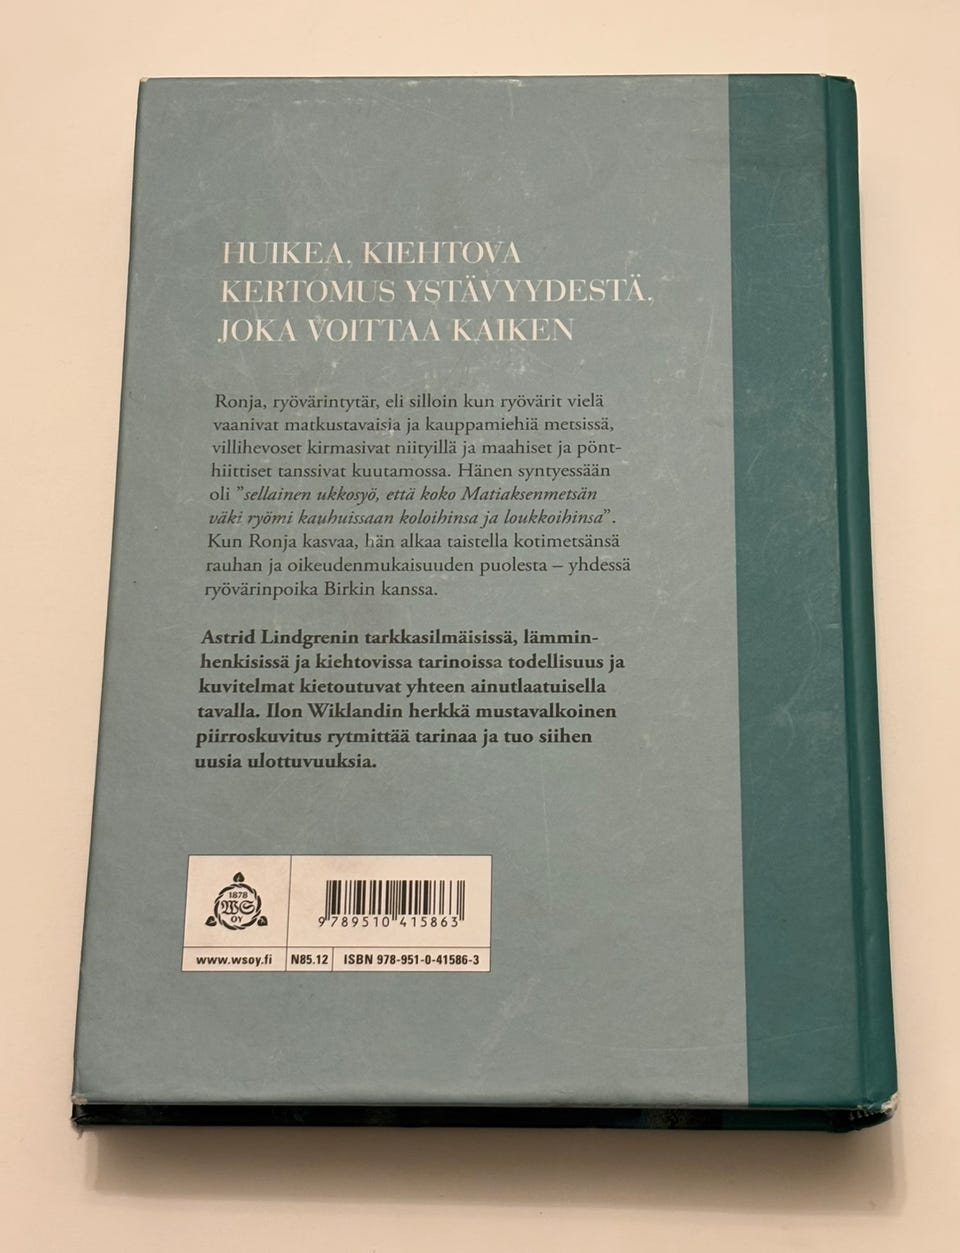 HUIKEA, KIEHTOVA
KERTOMUS YSTÄVYYDESTÄ,
JOKA VOITTAA KAIKEN
Ronja, ryövärintytär, eli silloin kun ryövärit vielä
vaanivat matkustavaisia ja kauppamiehiä metsissä,
villihevoset kirmasivat niityillä ja maahiset ja pönt-
hiittiset tanssivat kuutamossa. Hänen syntyessään
oli ”sellainen ukkosyö, että koko Matiaksenmetsän
väki ryömi kauhuissaan koloihinsa ja loukkoihinsa”.
Kun Ronja kasvaa, hän alkaa taistella kotimetsänsä
rauhan ja oikeudenmukaisuuden puolesta – yhdessä
ryövärinpoika Birkin kanssa.
Astrid Lindgrenin tarkkasilmäisissä, lämmin-
henkisissä ja kiehtovissa tarinoissa todellisuus ja
kuvitelmat kietoutuvat yhteen ainutlaatuisella
tavalla. Ilon Wiklandin herkkä mustavalkoinen
piirroskuvitus rytmittää tarinaa ja tuo siihen
uusia ulottuvuuksia.
1878
WS
OY
9 789510 415863
www.wsoy.fi
N85.12
ISBN 978-951-0-41586-3